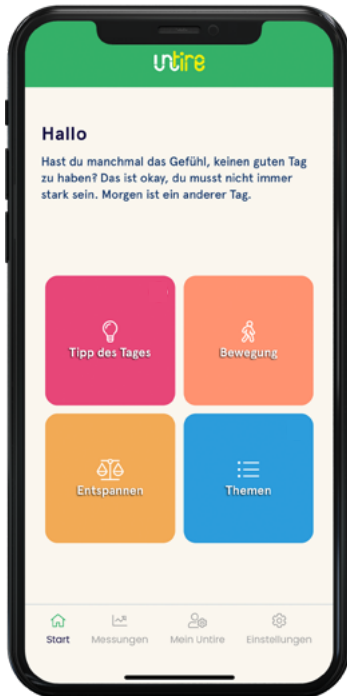 untire
Hallo
Hast du manchmal das Gefühl, keinen guten Tag
zu haben? Das ist okay, du musst nicht immer
stark sein. Morgen ist ein anderer Tag.
Tipp des Tages
Bewegung
Entspannen
Themen
Start
Messungen
Mein Untire
Einstellungen